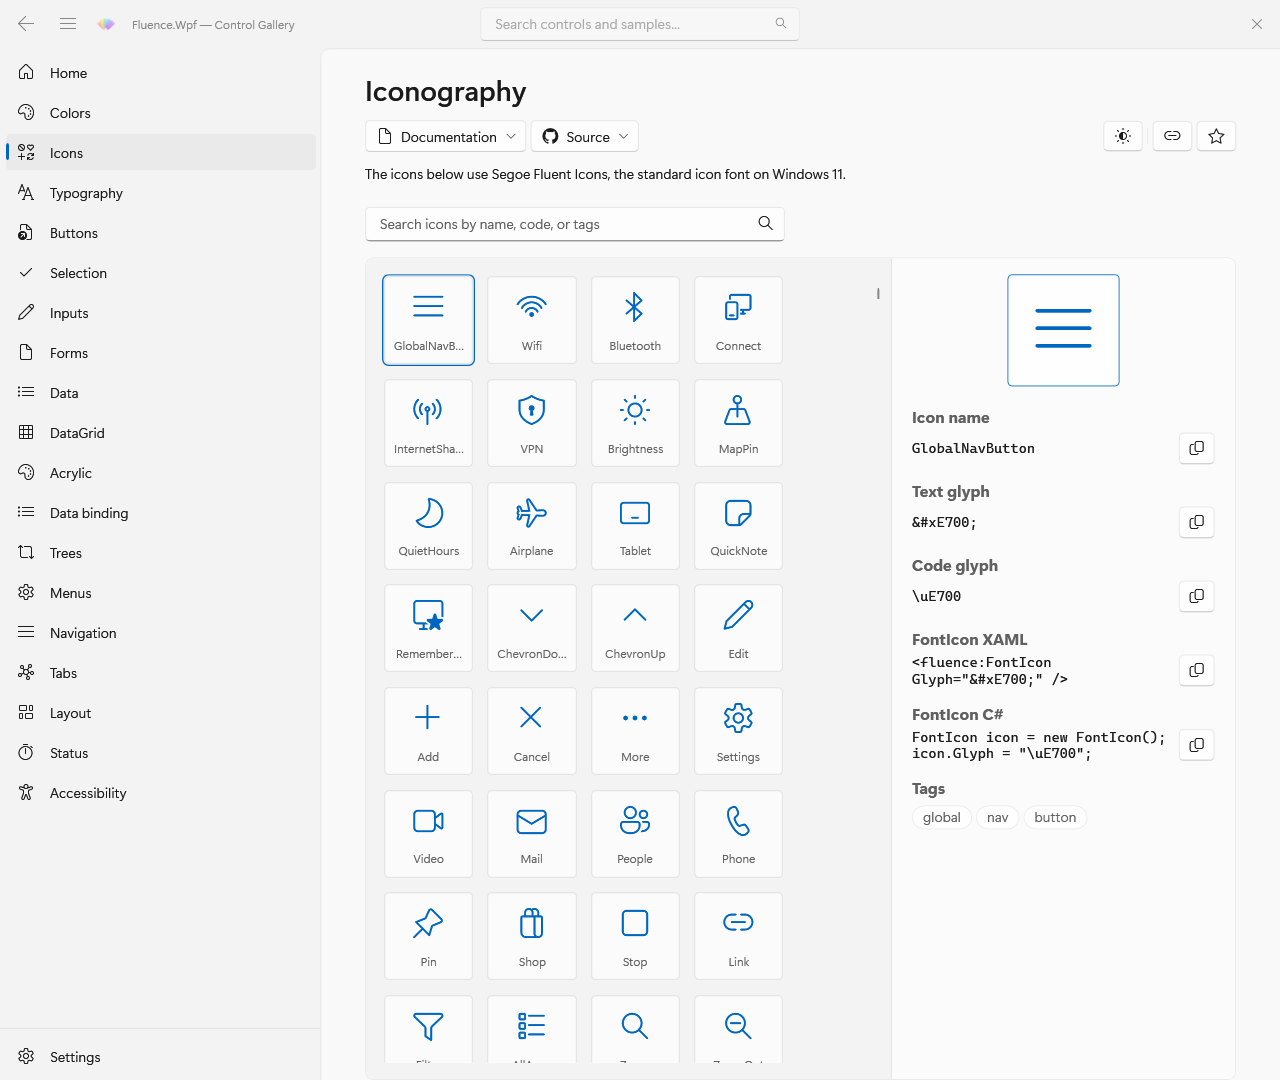 Fluence.Wpf — Control Gallery
Search controls and samples...
Home
Colors
Icons
Typography
Buttons
Selection
Inputs
Forms
Data
DataGrid
Acrylic
Data binding
Trees
Menus
Navigation
Tabs
Layout
Status
Accessibility
Settings
Iconography
Documentation
Source
The icons below use Segoe Fluent Icons, the standard icon font on Windows 11.
Search icons by name, code, or tags
GlobalNavB...
Wifi
Bluetooth
Connect
InternetSha...
VPN
Brightness
MapPin
QuietHours
Airplane
Tablet
QuickNote
Remember...
ChevronDo...
ChevronUp
Edit
Add
Cancel
More
Settings
Video
Mail
People
Phone
Pin
Shop
Stop
Link
Icon name
GlobalNavButton
Text glyph
&#xE700;
Code glyph
\uE700
FontIcon XAML
<fluence:FontIcon
Glyph="&#xE700;" />
FontIcon C#
FontIcon icon = new FontIcon();
icon.Glyph = "\uE700";
Tags
global
nav
button